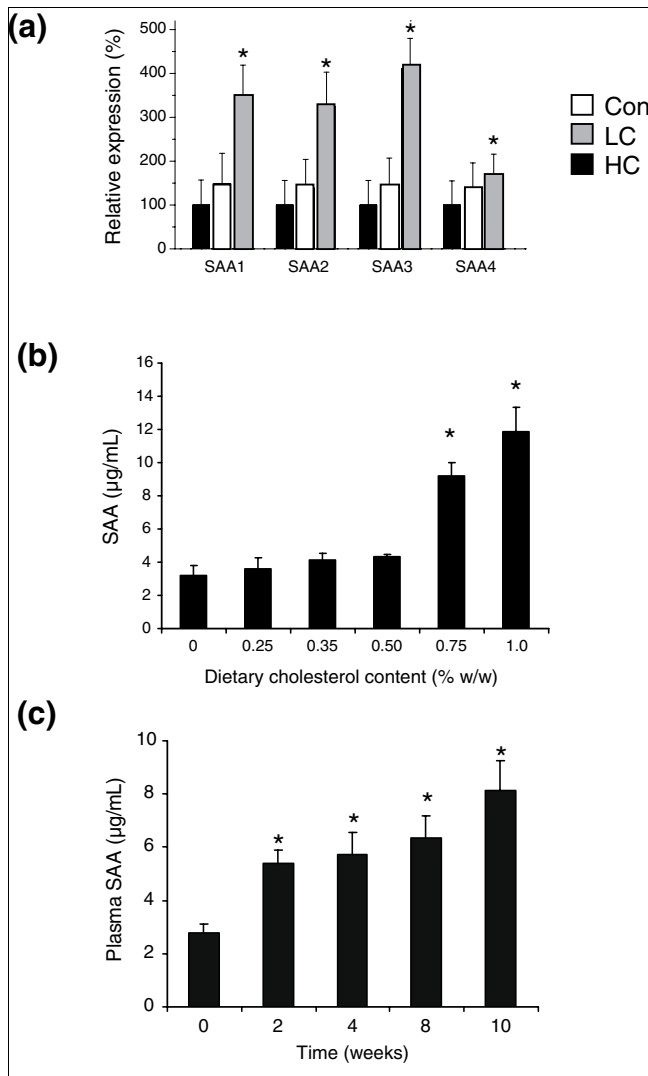 (a)
Relative expression (%)
500
400
300
200
100
0
* * * *
SAA1 SAA2 SAA3 SAA4
Con
LC
HC
(b)
SAA (µg/mL)
16
14
12
10
8
6
4
2
0
* *
0 0.25 0.35 0.50 0.75 1.0
Dietary cholesterol content (% w/w)
(c)
Plasma SAA (µg/mL)
10
8
6
4
2
0
* * * *
0 2 4 8 10
Time (weeks)